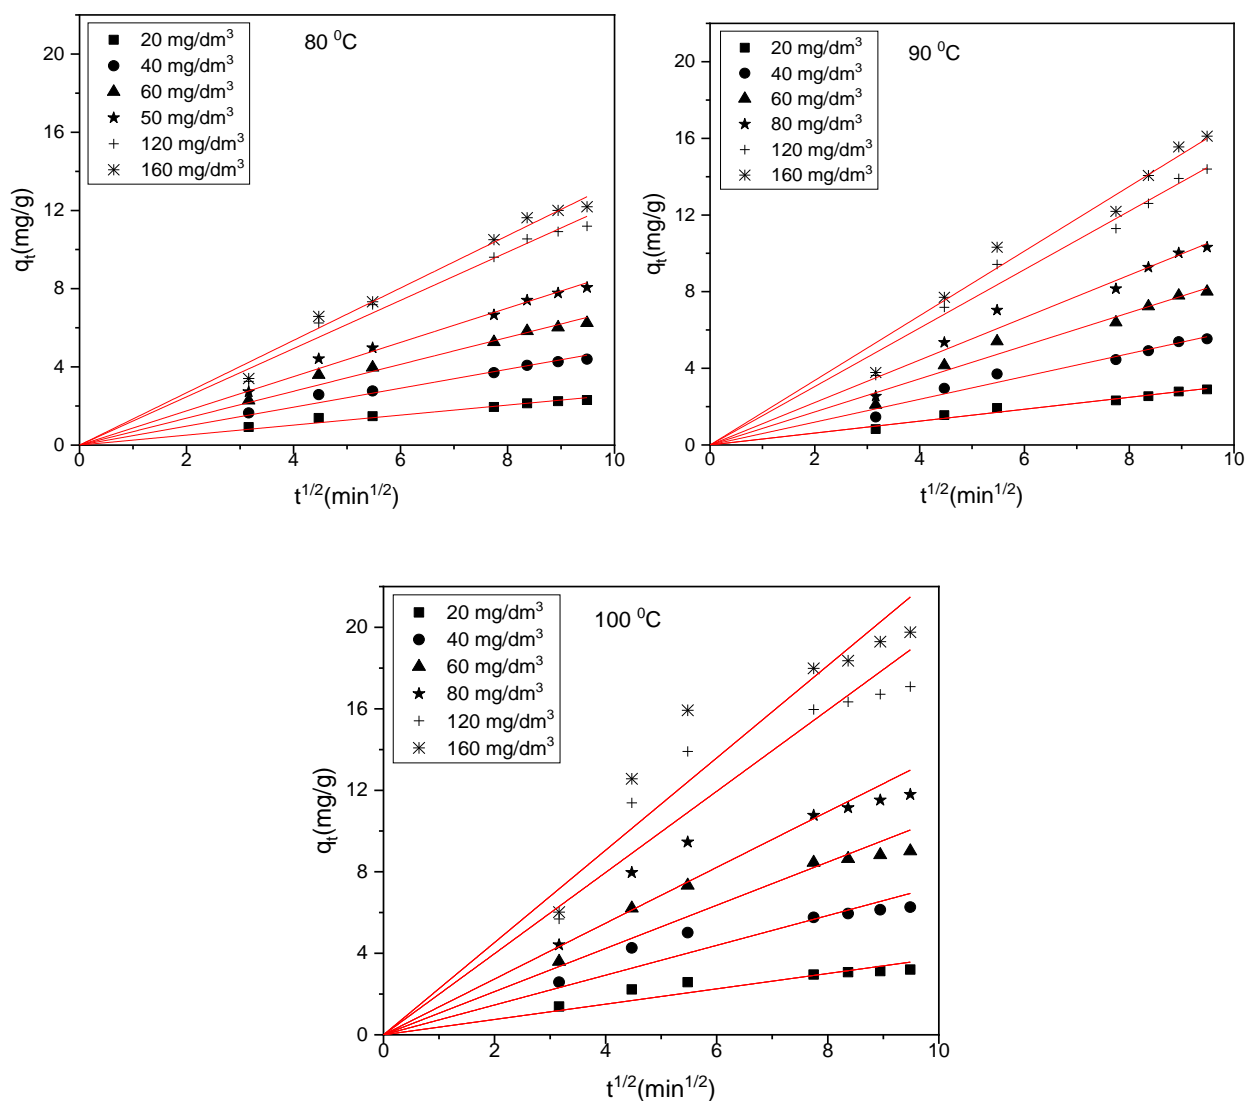 80 ⁰C
20 mg/dm³
40 mg/dm³
60 mg/dm³
50 mg/dm³
120 mg/dm³
160 mg/dm³
20
16
12
8
4
0
qₜ(mg/g)
0 2 4 6 8 10
t¹/²(min¹/²)
90 ⁰C
20 mg/dm³
40 mg/dm³
60 mg/dm³
80 mg/dm³
120 mg/dm³
160 mg/dm³
20
16
12
8
4
0
qₜ(mg/g)
0 2 4 6 8 10
t¹/²(min¹/²)
100 ⁰C
20 mg/dm³
40 mg/dm³
60 mg/dm³
80 mg/dm³
120 mg/dm³
160 mg/dm³
20
16
12
8
4
0
qₜ(mg/g)
0 2 4 6 8 10
t¹/²(min¹/²)